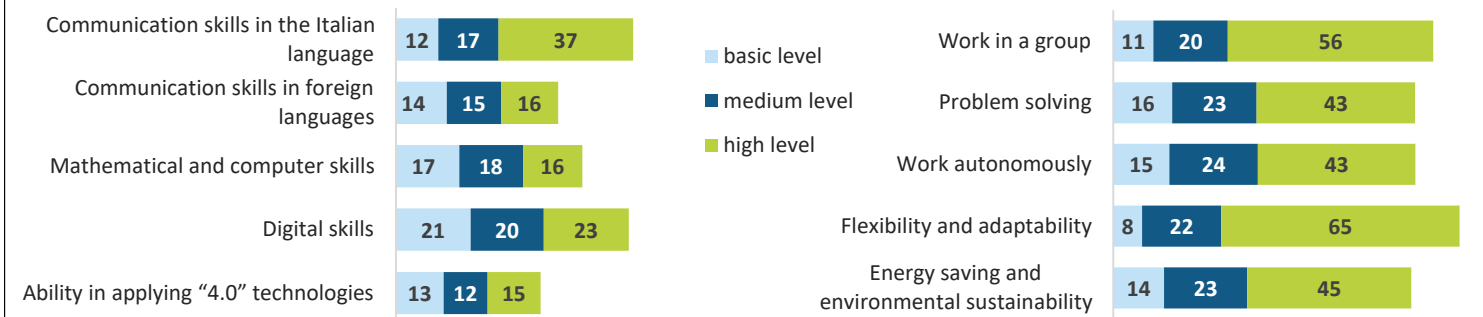 Communication skills in the Italian
language
12 17 37
Communication skills in foreign
languages
14 15 16
Mathematical and computer skills
17 18 16
Digital skills
21 20 23
Ability in applying “4.0” technologies
13 12 15
basic level
medium level
high level
Work in a group
11 20 56
Problem solving
16 23 43
Work autonomously
15 24 43
Flexibility and adaptability
8 22 65
Energy saving and
environmental sustainability
14 23 45